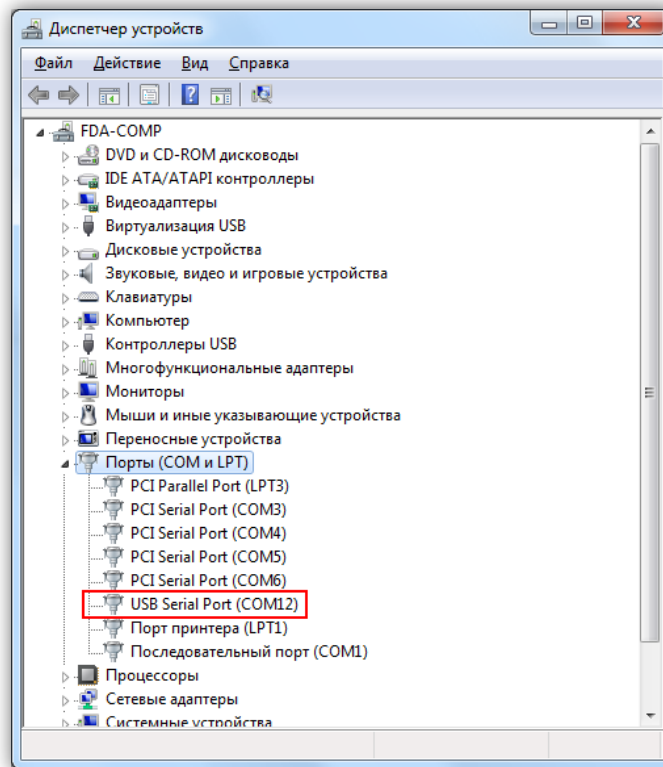 Диспетчер устройств
Файл Действие Вид Справка
FDA-COMP
DVD и CD-ROM дисководы
IDE ATA/ATAPI контроллеры
Видеоадаптеры
Виртуализация USB
Дисковые устройства
Звуковые, видео и игровые устройства
Клавиатуры
Компьютер
Контроллеры USB
Многофункциональные адаптеры
Мониторы
Мыши и иные указывающие устройства
Переносные устройства
Порты (COM и LPT)
PCI Parallel Port (LPT3)
PCI Serial Port (COM3)
PCI Serial Port (COM4)
PCI Serial Port (COM5)
PCI Serial Port (COM6)
USB Serial Port (COM12)
Порт принтера (LPT1)
Последовательный порт (COM1)
Процессоры
Сетевые адаптеры
Системные устройства